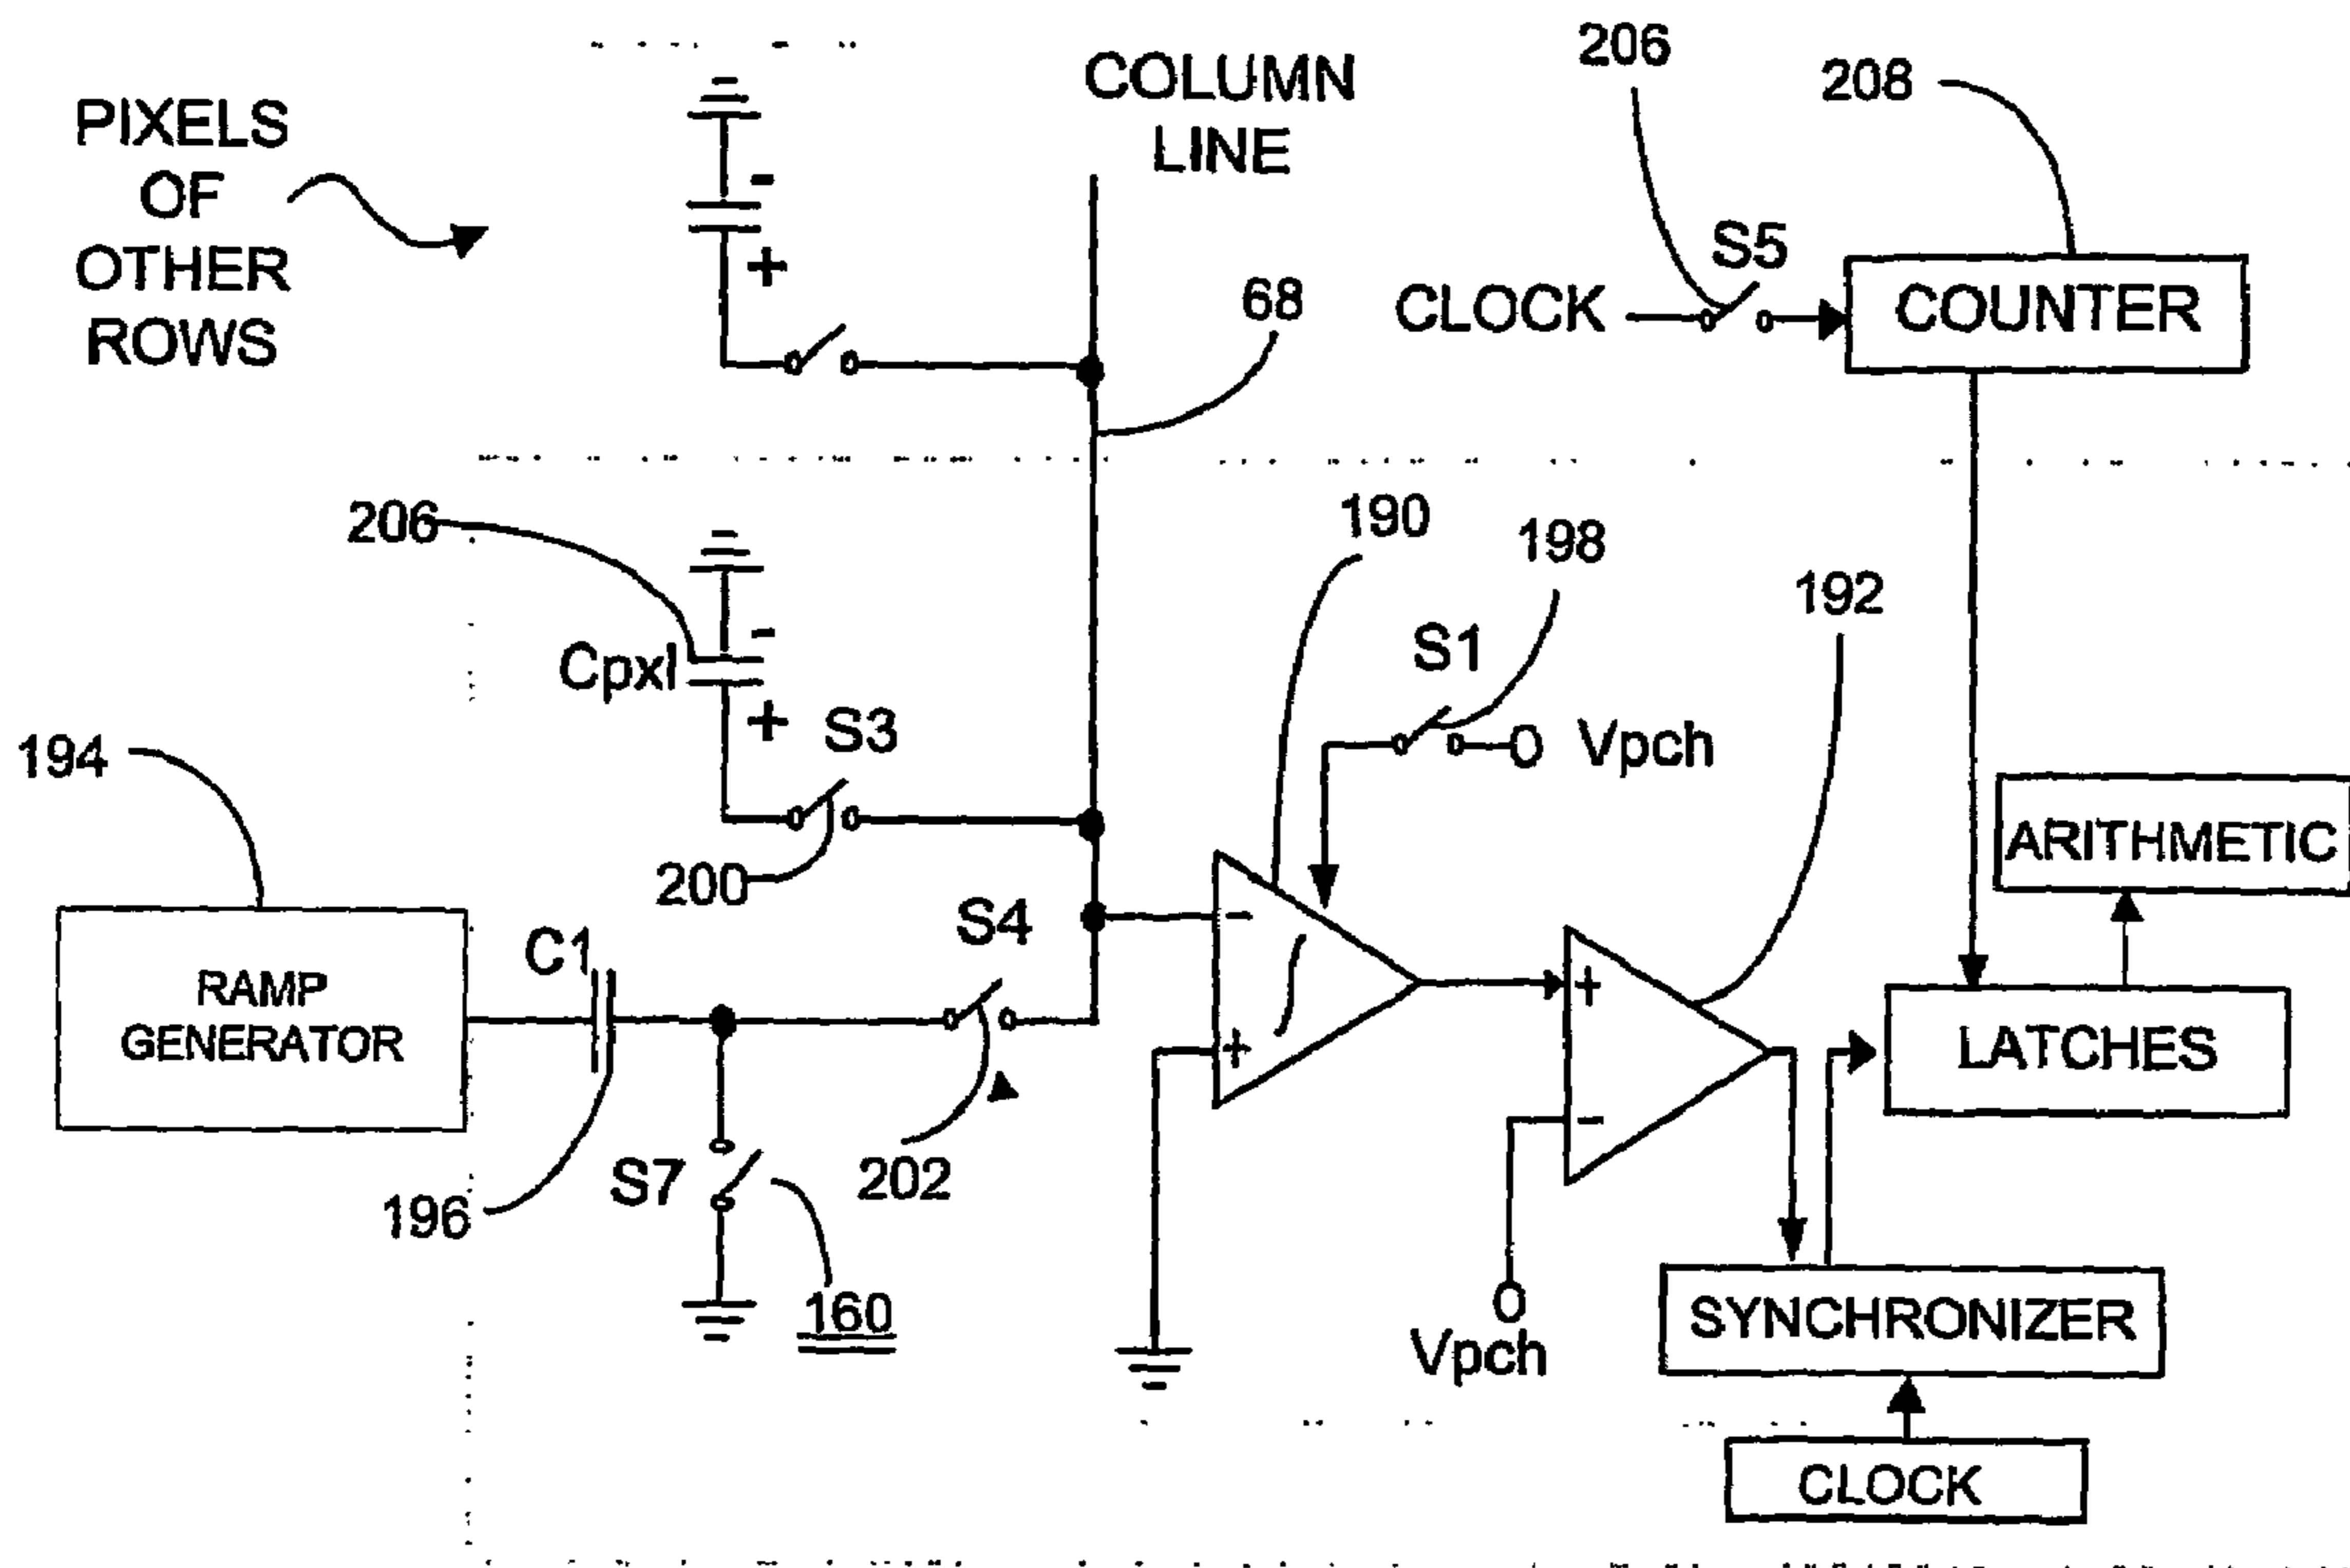 PIXELS
OF
OTHER
ROWS
-
+
COLUMN
LINE
206
208
S5
CLOCK
COUNTER
68
206
Cpxl
-
+
S3
200
190
198
S1
Vpch
192
194
RAMP
GENERATOR
C1
196
S4
202
S7
160
-
+
+
-
Vpch
ARITHMETIC
LATCHES
SYNCHRONIZER
CLOCK